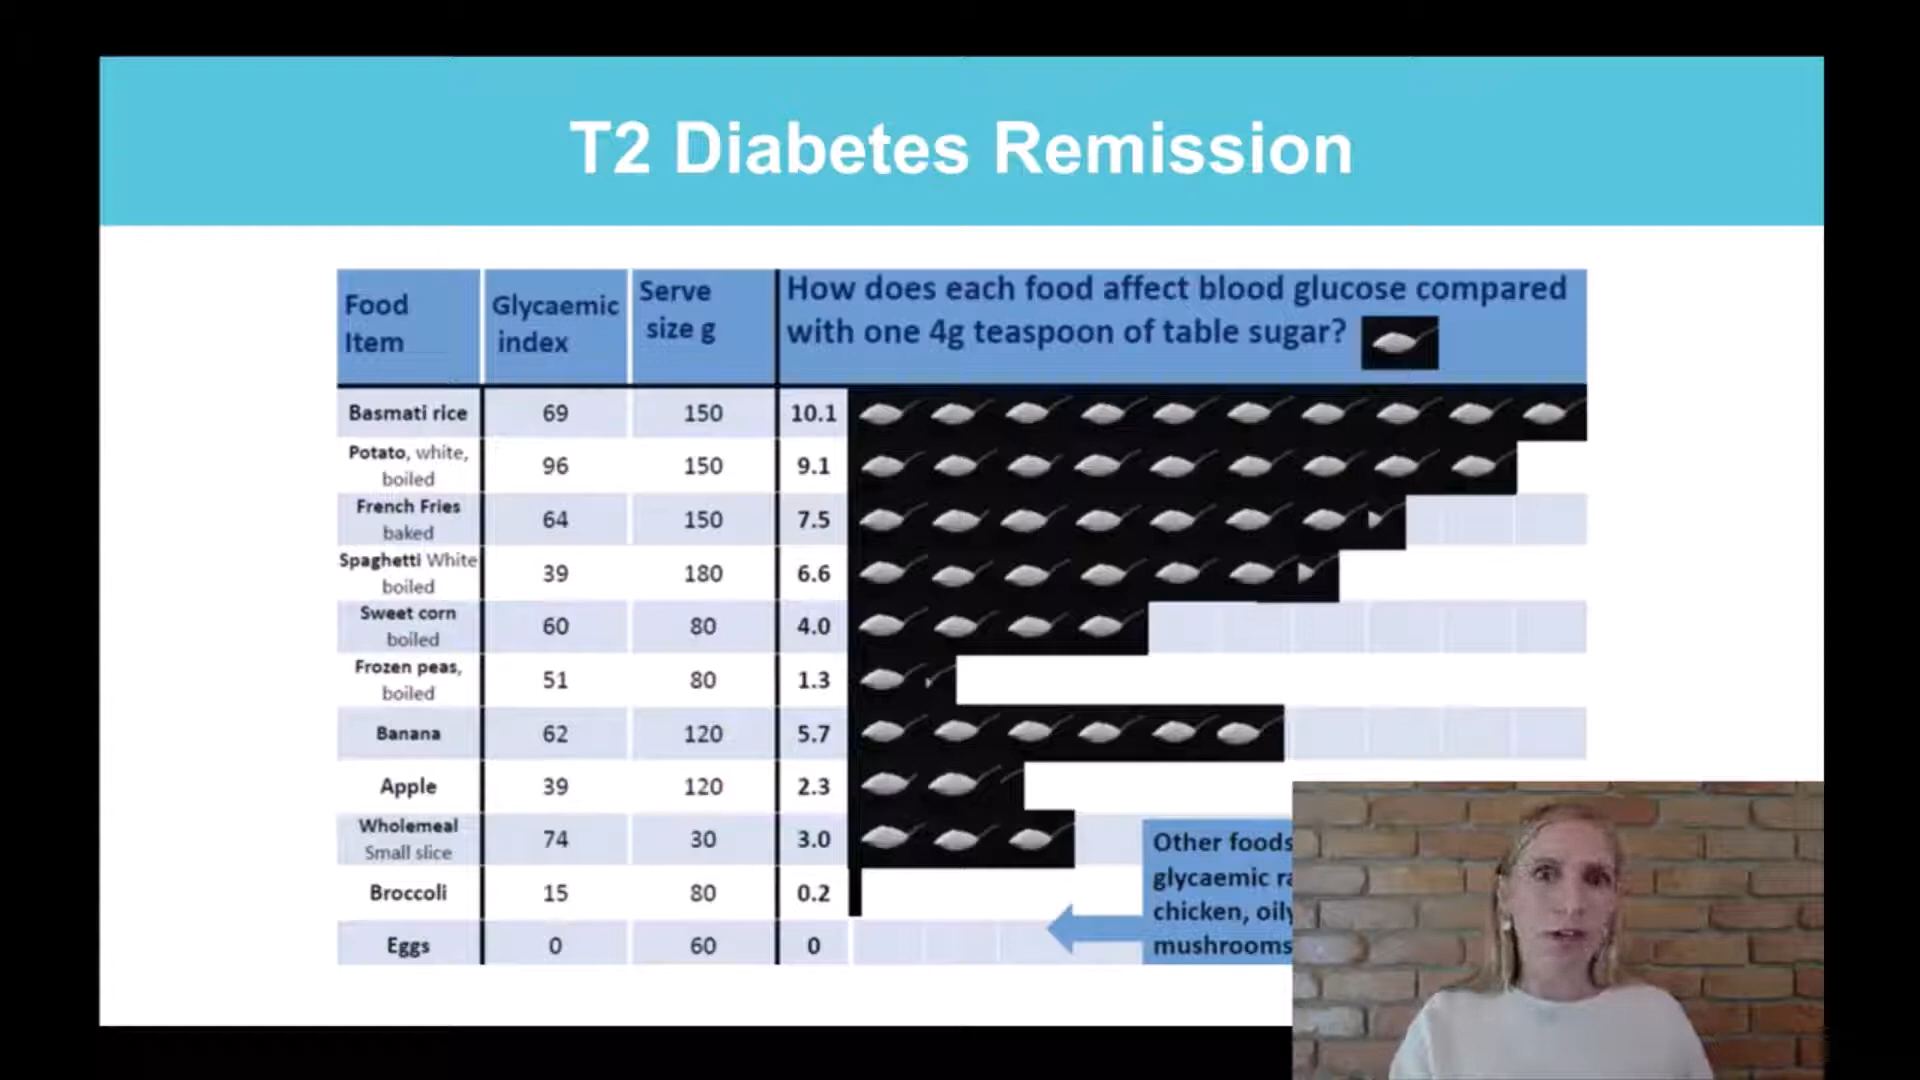 T2 Diabetes Remission
Food
Item
Glycaemic
index
Serve
size g
How does each food affect blood glucose compared
with one 4g teaspoon of table sugar?
Basmati rice 69 150 10.1
Potato, white,
boiled
96 150 9.1
French Fries
baked
64 150 7.5
Spaghetti White
boiled
39 180 6.6
Sweet corn
boiled
60 80 4.0
Frozen peas,
boiled
51 80 1.3
Banana 62 120 5.7
Apple 39 120 2.3
Wholemeal
Small slice
74 30 3.0
Broccoli 15 80 0.2
Eggs 0 60 0
Other foods
glycaemic
chicken, oily
mushrooms